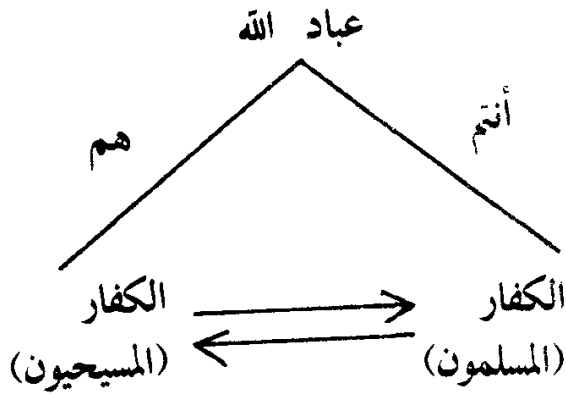 عباد الله
أنتم
هم
الكفار
(المسلمون)
الكفار
(المسيحيون)